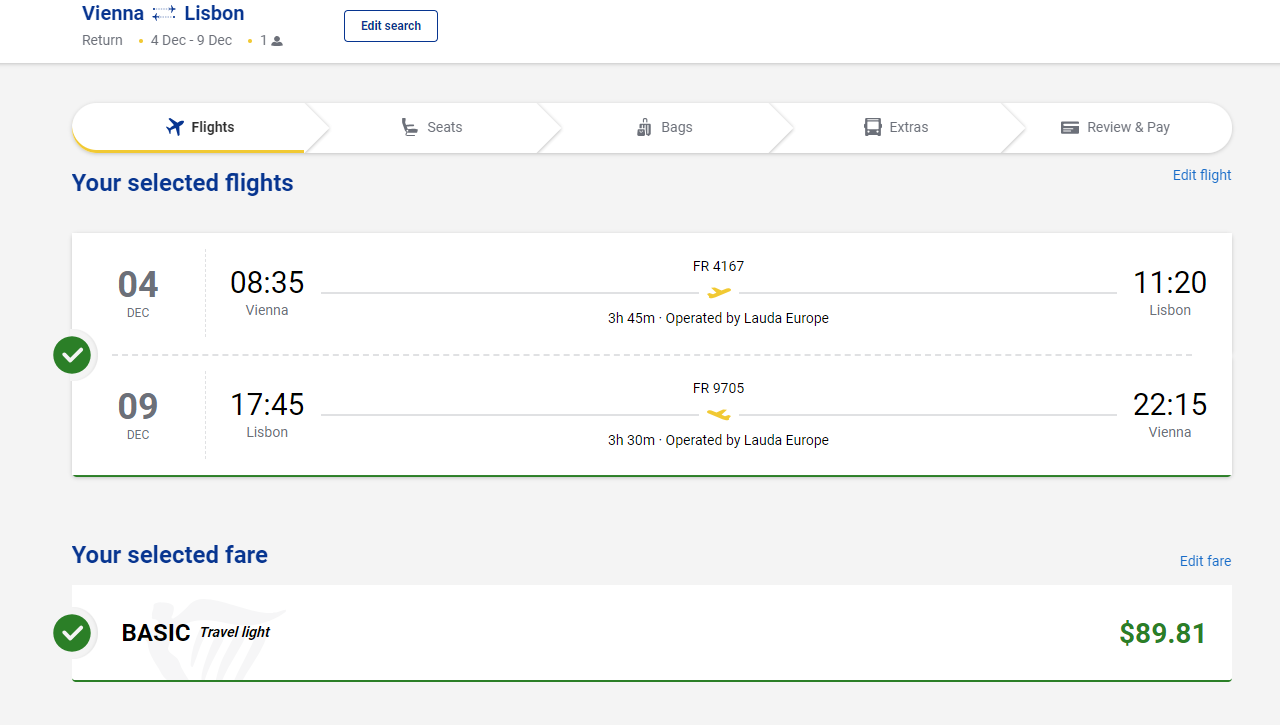 Vienna Lisbon
Return • 4 Dec - 9 Dec • 1
Edit search
Flights
Seats
Bags
Extras
Review & Pay
Your selected flights
Edit flight
04
DEC
08:35
Vienna
FR 4167
3h 45m · Operated by Lauda Europe
11:20
Lisbon
09
DEC
17:45
Lisbon
FR 9705
3h 30m · Operated by Lauda Europe
22:15
Vienna
Your selected fare
Edit fare
BASIC Travel light
$89.81